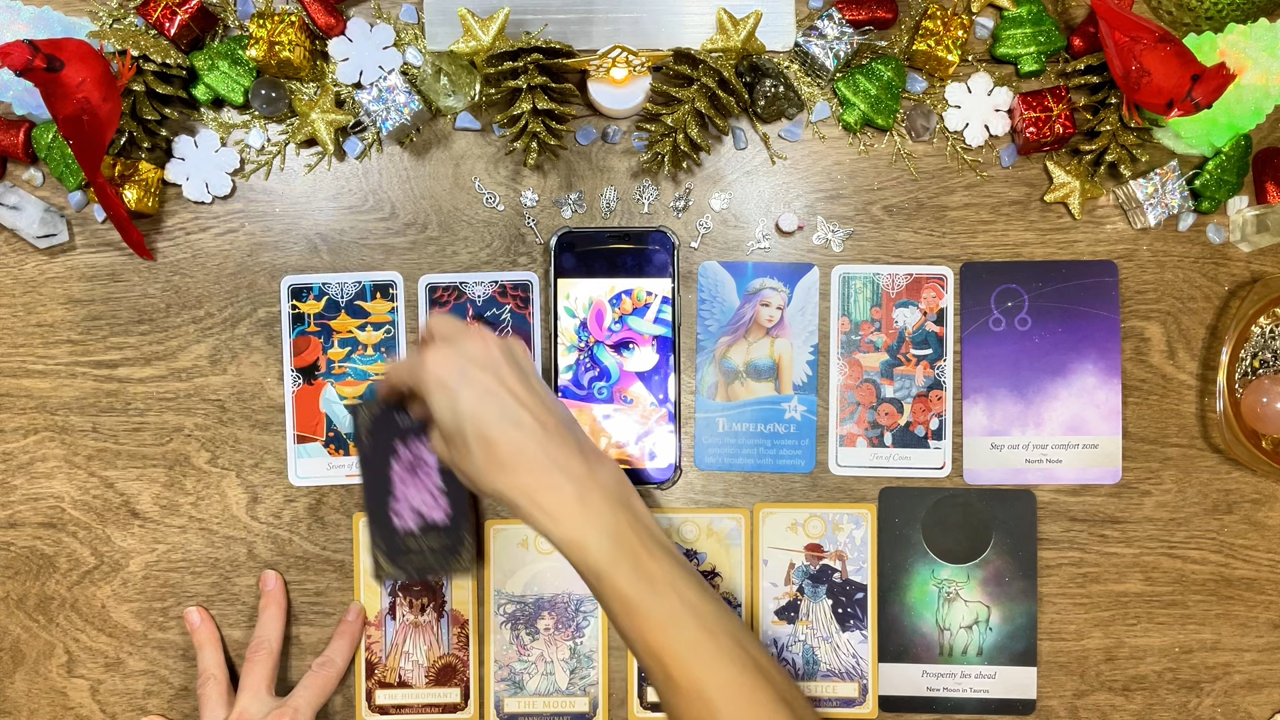 Seven of
TEMPERANCE
14
Calm the churning waters of
emotion and float above
life's troubles with serenity
Ten of Coins
Step out of your comfort zone
North Node
THE HIEROPHANT
THE MOON
Prosperity lies ahead
New Moon in Taurus